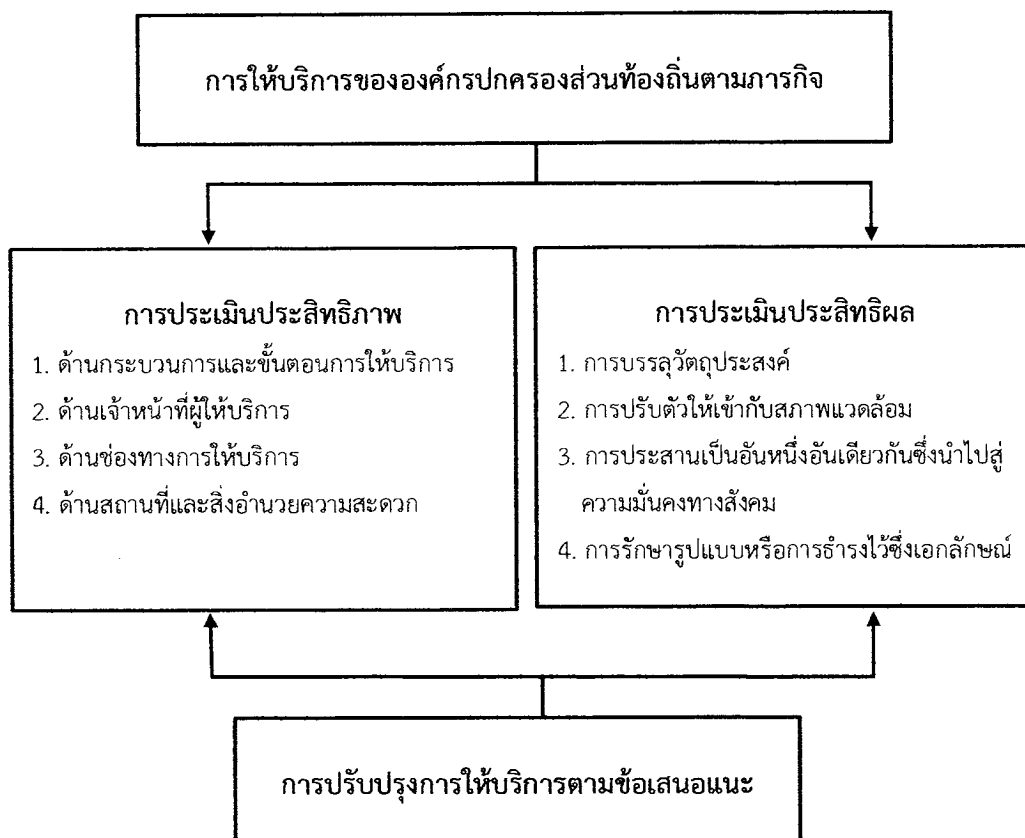 การให้บริการขององค์กรปกครองส่วนท้องถิ่นตามภารกิจ
การประเมินประสิทธิภาพ
1. ด้านกระบวนการและขั้นตอนการให้บริการ
2. ด้านเจ้าหน้าที่ผู้ให้บริการ
3. ด้านช่องทางการให้บริการ
4. ด้านสถานที่และสิ่งอำนวยความสะดวก
การประเมินประสิทธิผล
1. การบรรลุวัตถุประสงค์
2. การปรับตัวให้เข้ากับสภาพแวดล้อม
3. การประสานเป็นอันหนึ่งอันเดียวกันซึ่งนำไปสู่
ความมั่นคงทางสังคม
4. การรักษารูปแบบหรือการธำรงไว้ซึ่งเอกลักษณ์
การปรับปรุงการให้บริการตามข้อเสนอแนะ